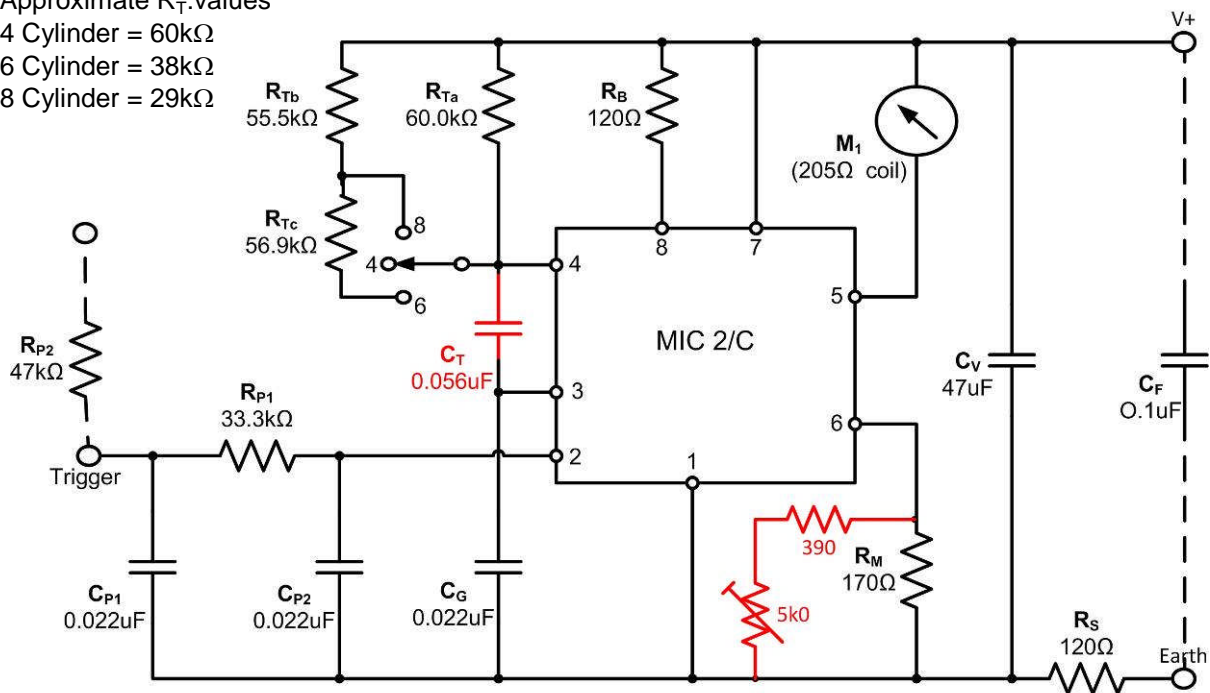 Approximate R_T.values
4 Cylinder = 60kΩ
6 Cylinder = 38kΩ
8 Cylinder = 29kΩ
V+
R_Tb
55.5kΩ
R_Ta
60.0kΩ
R_B
120Ω
M_1
(205Ω coil)
R_Tc
56.9kΩ
8
4
6
8
7
4
5
MIC 2/C
R_P2
47kΩ
C_T
0.056uF
3
C_V
47uF
C_F
O.1uF
R_P1
33.3kΩ
6
Trigger
2
1
390
R_M
170Ω
C_P1
0.022uF
C_P2
0.022uF
C_G
0.022uF
5k0
R_S
120Ω
Earth